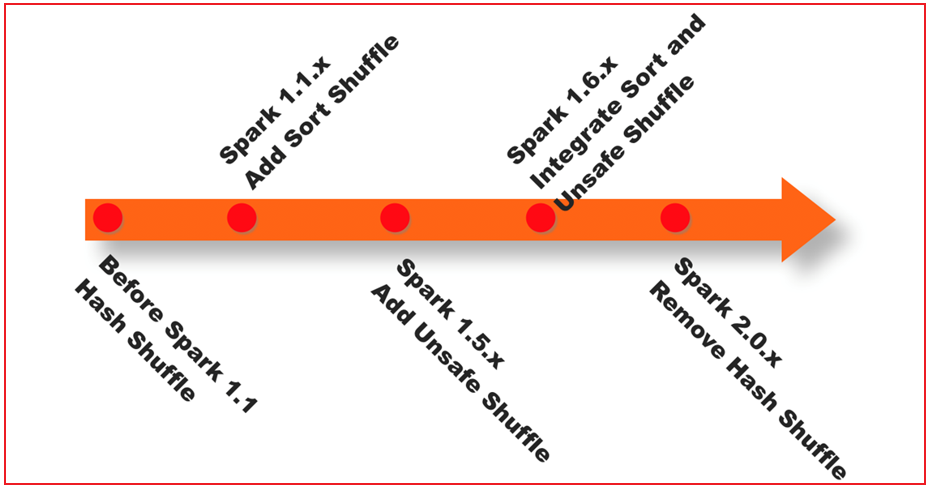 Before Spark 1.1
Hash Shuffle
Spark 1.1.x
Add Sort Shuffle
Spark 1.5.x
Add Unsafe Shuffle
Spark 1.6.x
Integrate Sort and
Unsafe Shuffle
Spark 2.0.x
Remove Hash Shuffle